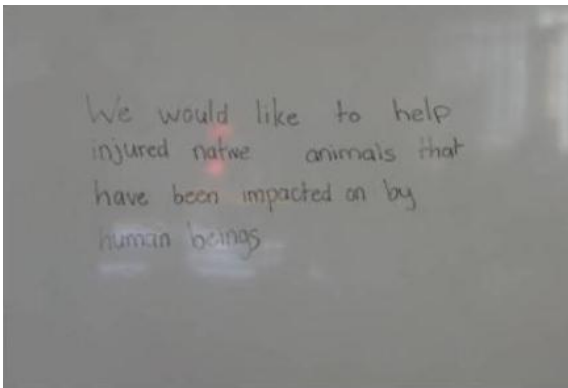 We would like to help
injured native animals that
have been impacted on by
human beings